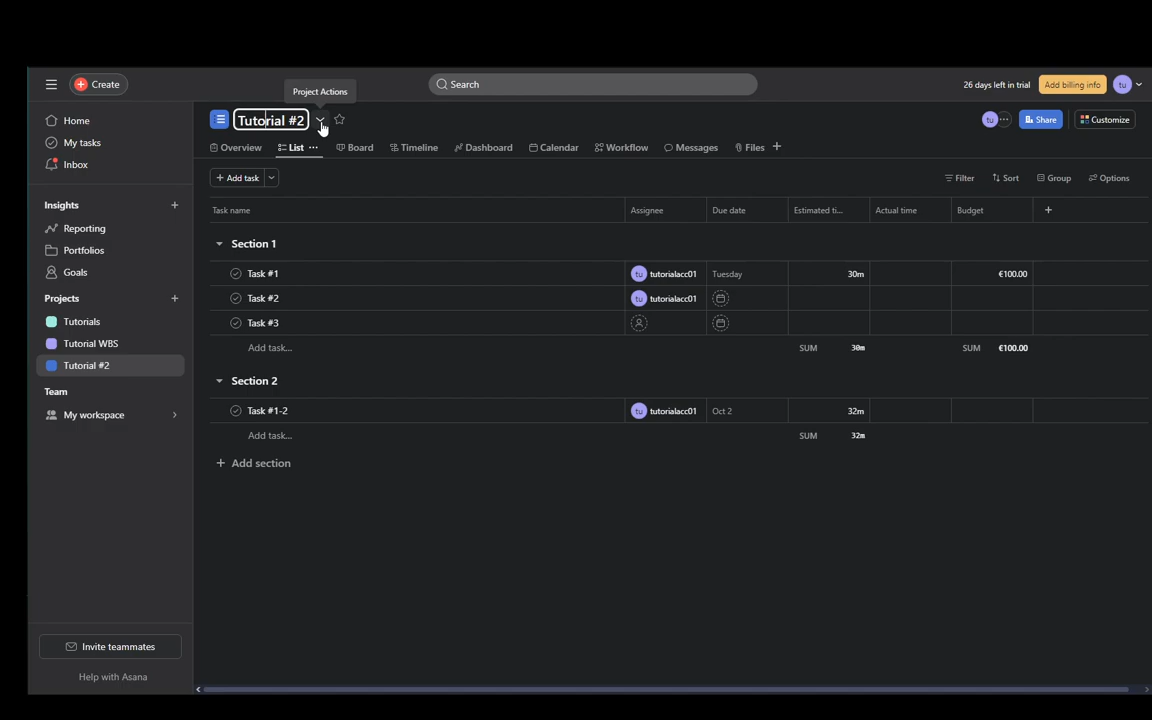 Create
Search
26 days left in trial
Add billing info
tu
Project Actions
Home
My tasks
Inbox
Insights
Reporting
Portfolios
Goals
Projects
Tutorials
Tutorial WBS
Tutorial #2
Team
My workspace
Invite teammates
Help with Asana
Tutorial #2
tu
Share
Customize
Overview
List
Board
Timeline
Dashboard
Calendar
Workflow
Messages
Files
Add task
Filter
Sort
Group
Options
Task name Assignee Due date Estimated ti... Actual time Budget
Section 1
Task #1 tu tutorialacc01 Tuesday 30m €100.00
Task #2 tu tutorialacc01
Task #3
Add task... SUM 30m SUM €100.00
Section 2
Task #1-2 tu tutorialacc01 Oct 2 32m
Add task... SUM 32m
Add section